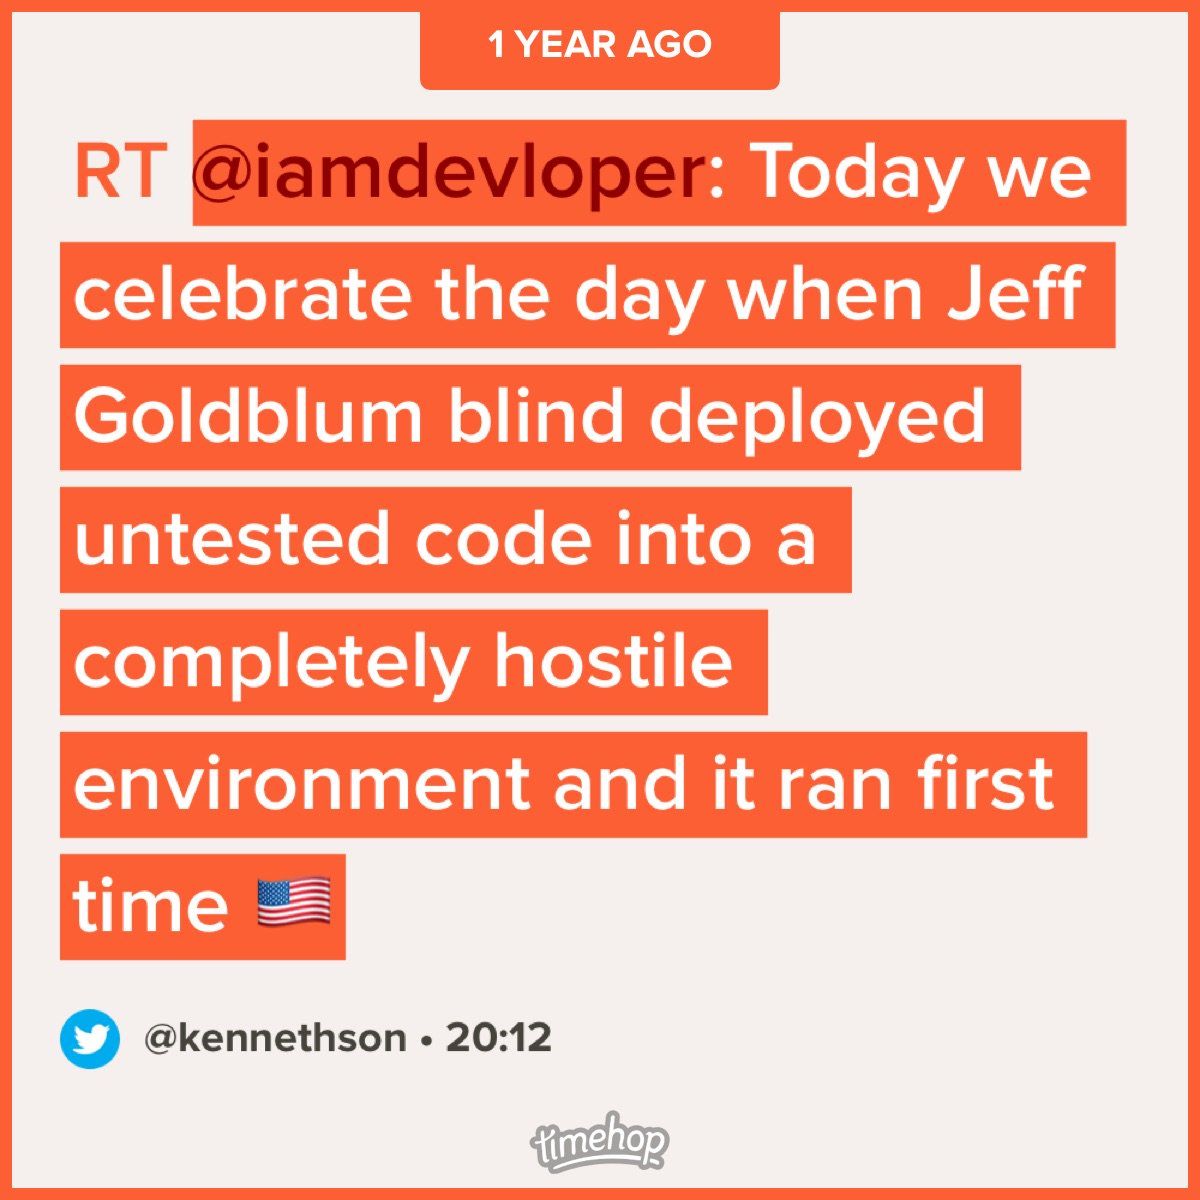 1 YEAR AGO
RT @iamdevloper: Today we
celebrate the day when Jeff
Goldblum blind deployed
untested code into a
completely hostile
environment and it ran first
time 🇺🇸
@kennethson • 20:12
timehop